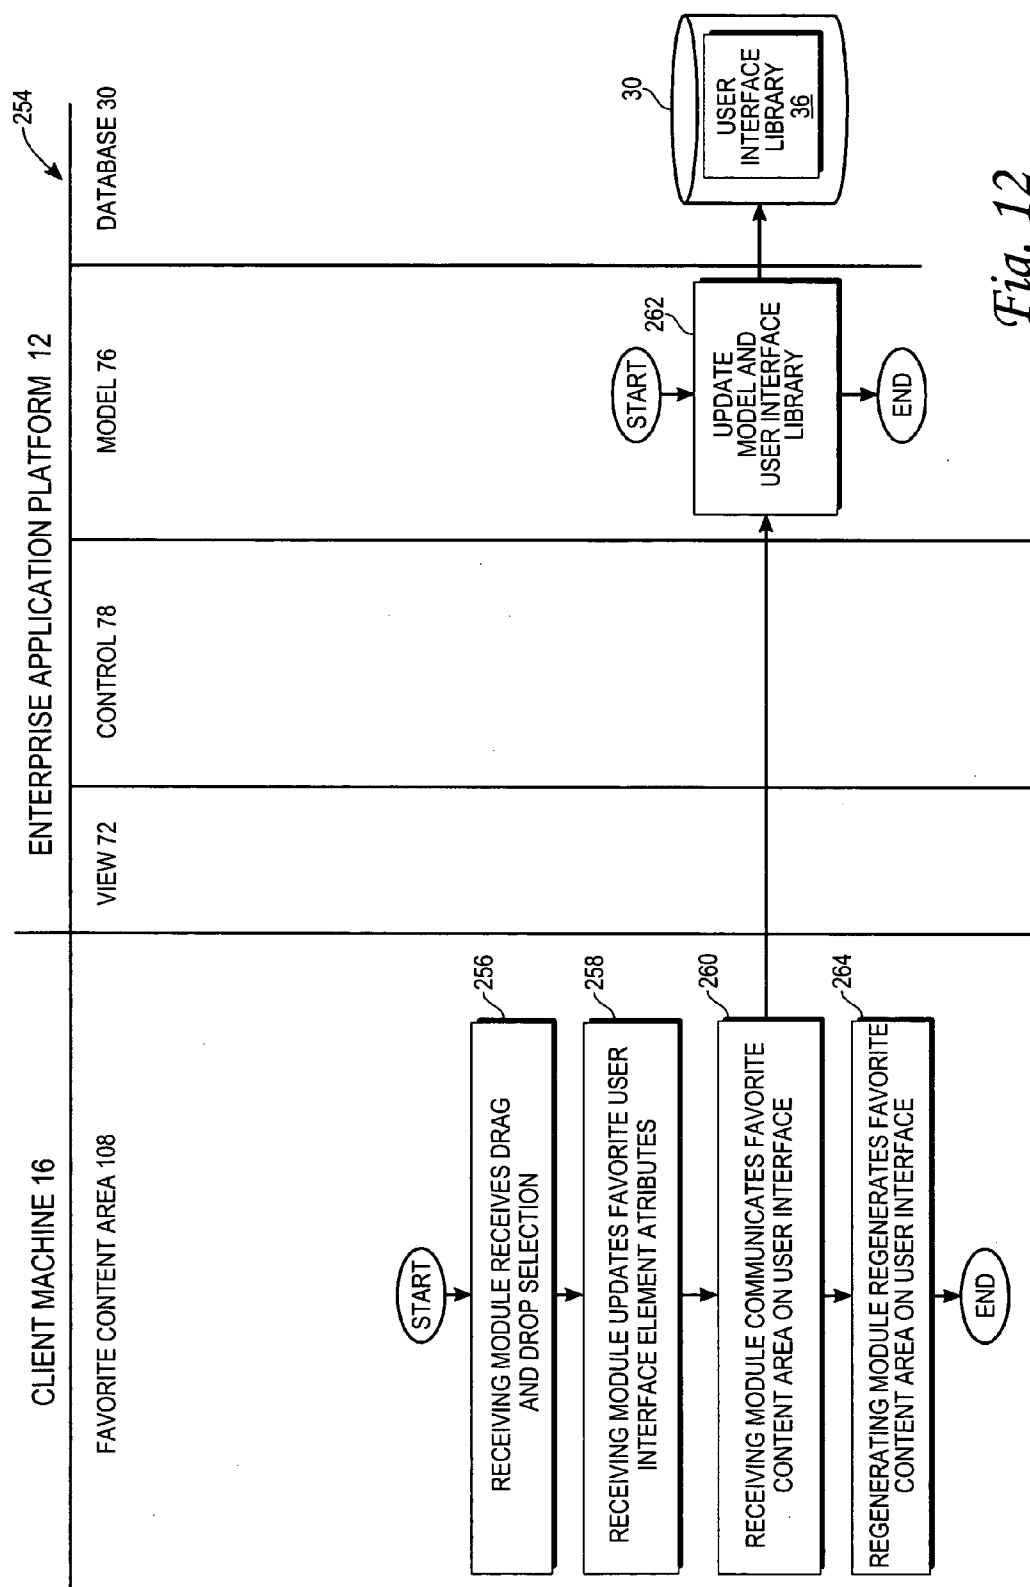 254
CLIENT MACHINE 16
ENTERPRISE APPLICATION PLATFORM 12
FAVORITE CONTENT AREA 108
VIEW 72
CONTROL 78
MODEL 76
DATABASE 30
START
256
RECEIVING MODULE RECEIVES DRAG
AND DROP SELECTION
258
RECEIVING MODULE UPDATES FAVORITE USER
INTERFACE ELEMENT ATRIBUTES
260
RECEIVING MODULE COMMUNICATES FAVORITE
CONTENT AREA ON USER INTERFACE
264
REGENERATING MODULE REGENERATES FAVORITE
CONTENT AREA ON USER INTERFACE
END
START
262
UPDATE
MODEL AND
USER INTERFACE
LIBRARY
END
30
USER
INTERFACE
LIBRARY
36
Fig. 12